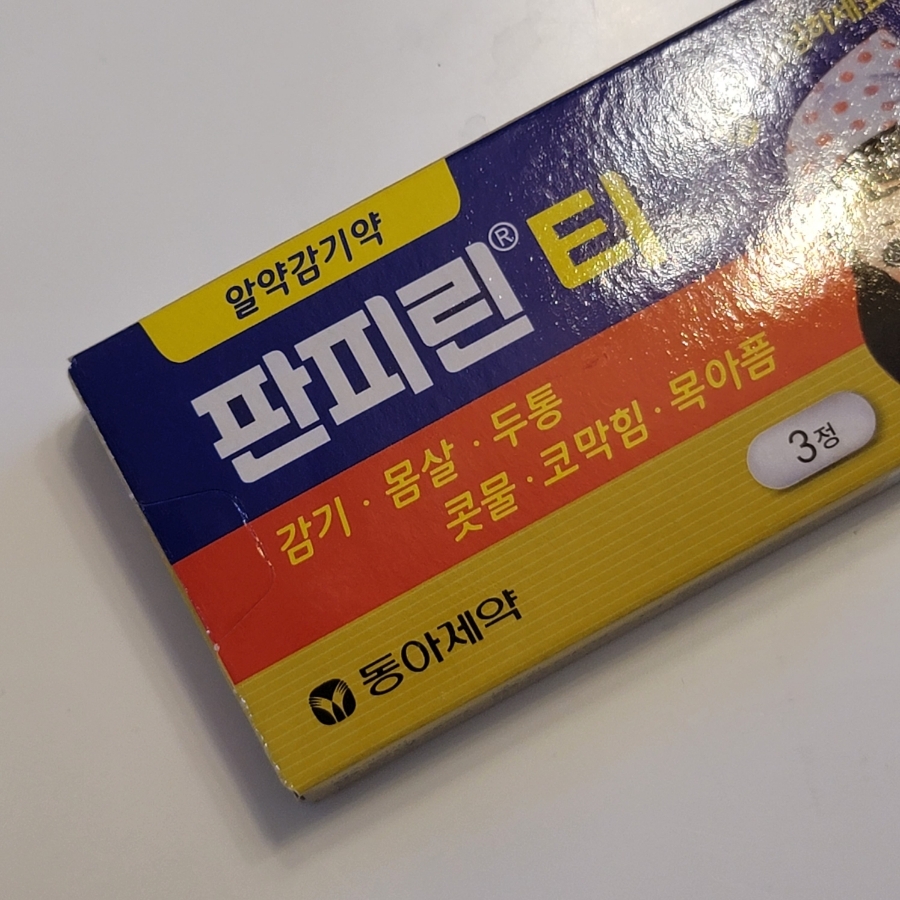 알약감기약
판피린® 티
감기 · 몸살 · 두통
콧물 · 코막힘 · 목아픔
3정
동아제약